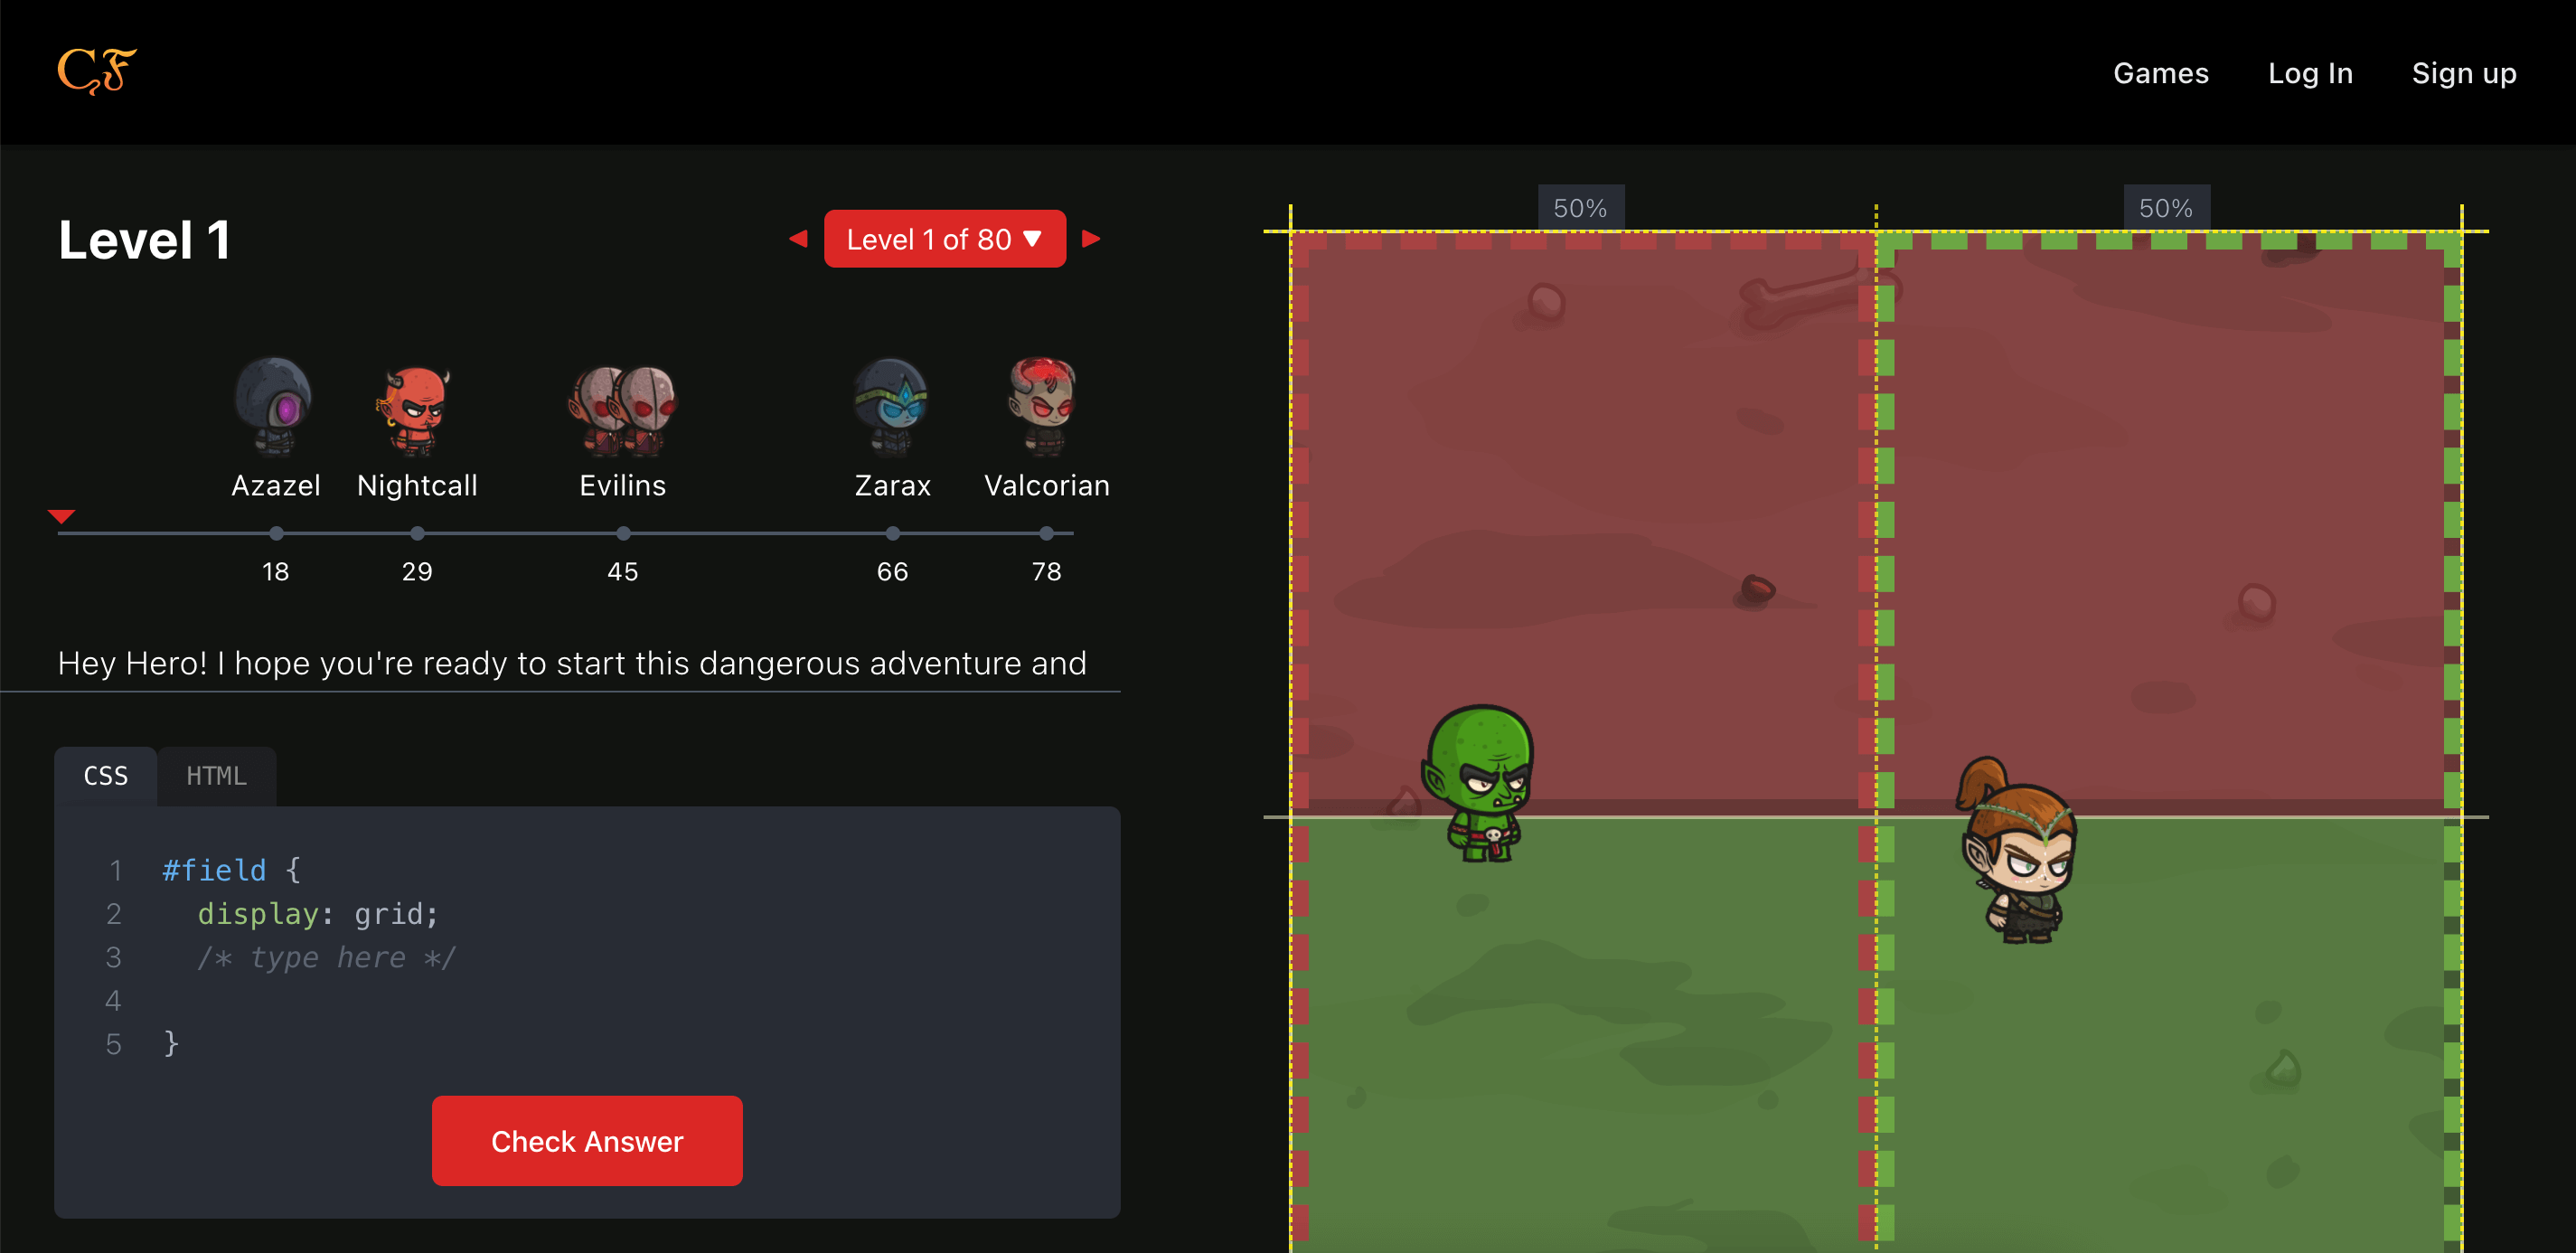 CF
Games Log In Sign up
Level 1
Level 1 of 80
50% 50%
Azazel Nightcall Evilins Zarax Valcorian
18 29 45 66 78
Hey Hero! I hope you're ready to start this dangerous adventure and
CSS HTML
1 #field {
2 display: grid;
3 /* type here */
4
5 }
Check Answer